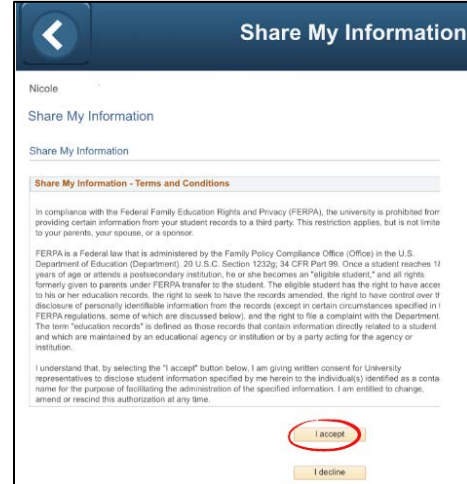 Share My Information
Nicole
Share My Information
Share My Information
Share My Information - Terms and Conditions
In compliance with the Federal Family Education Rights and Privacy (FERPA), the university is prohibited from
providing certain information from your student records to a third party. This restriction applies, but is not limite
to your parents, your spouse, or a sponsor.
FERPA is a Federal law that is administered by the Family Policy Compliance Office (Office) in the U.S.
Department of Education (Department). 20 U.S.C. Section 1232g; 34 CFR Part 99. Once a student reaches 18
years of age or attends a postsecondary institution, he or she becomes an "eligible student," and all rights
formerly given to parents under FERPA transfer to the student. The eligible student has the right to have acces
to his or her education records, the right to seek to have the records amended, the right to have control over th
disclosure of personally identifiable information from the records (except in certain circumstances specified in t
FERPA regulations, some of which are discussed below), and the right to file a complaint with the Department.
The term "education records" is defined as those records that contain information directly related to a student
and which are maintained by an educational agency or institution or by a party acting for the agency or
institution.
I understand that, by selecting the "I accept" button below, I am giving written consent for University
representatives to disclose student information specified by me herein to the individual(s) identified as a conta
name for the purpose of facilitating the administration of the specified information. I am entitled to change,
amend or rescind this authorization at any time.
I accept
I decline